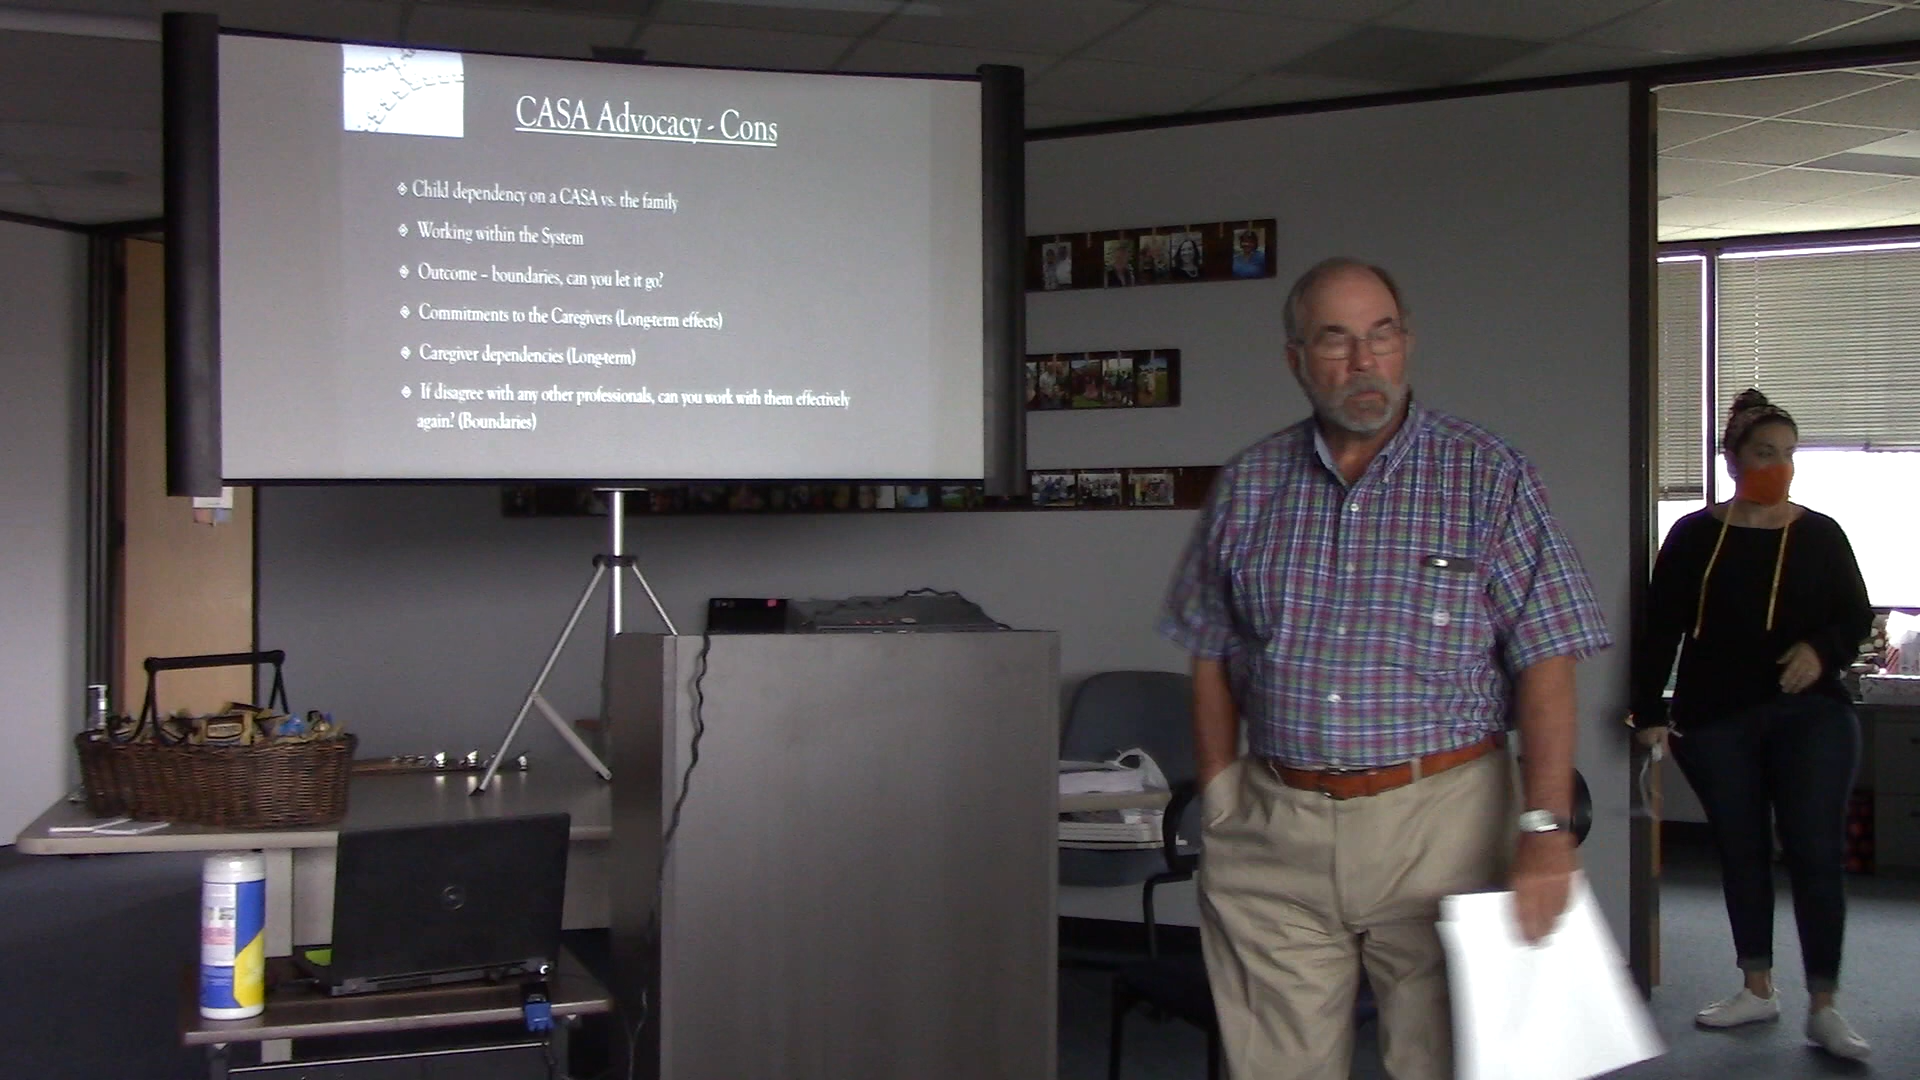 CASA Advocacy - Cons
Child dependency on a CASA vs. the family
Working within the System
Outcome – boundaries, can you let it go?
Commitments to the Caregivers (Long-term effects)
Caregiver dependencies (Long-term)
If disagree with any other professionals, can you work with them effectively
again? (Boundaries)